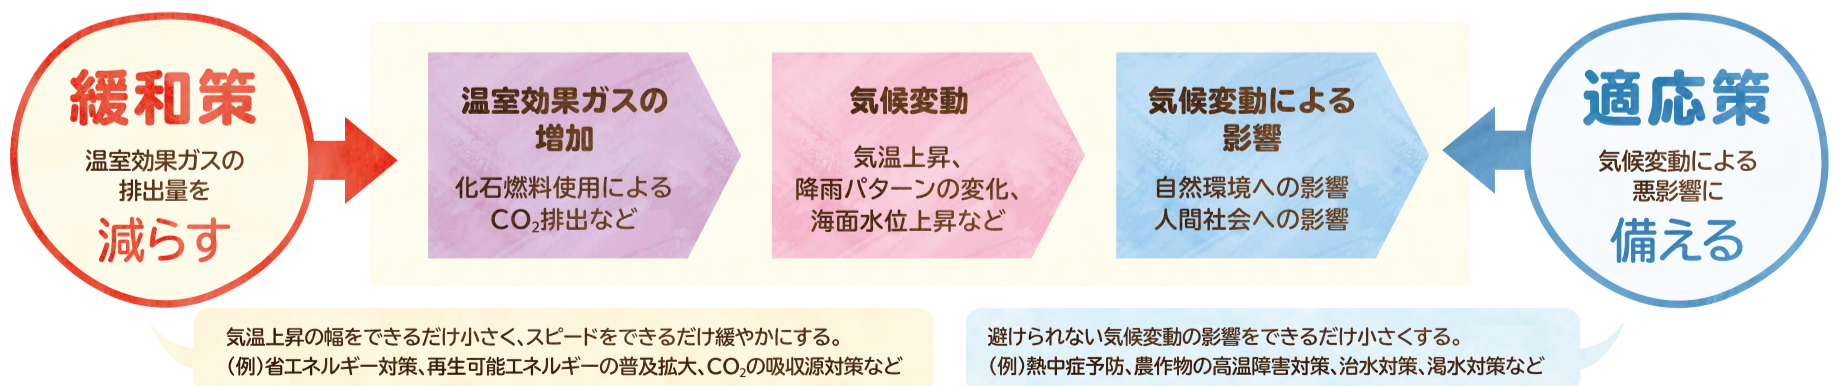 緩和策
温室効果ガスの
排出量を
減らす
温室効果ガスの
増加
化石燃料使用による
CO₂排出など
気候変動
気温上昇、
降雨パターンの変化、
海面水位上昇など
気候変動による
影響
自然環境への影響
人間社会への影響
適応策
気候変動による
悪影響に
備える
気温上昇の幅をできるだけ小さく、スピードをできるだけ緩やかにする。
（例）省エネルギー対策、再生可能エネルギーの普及拡大、CO₂の吸収源対策など
避けられない気候変動の影響をできるだけ小さくする。
（例）熱中症予防、農作物の高温障害対策、治水対策、渇水対策など